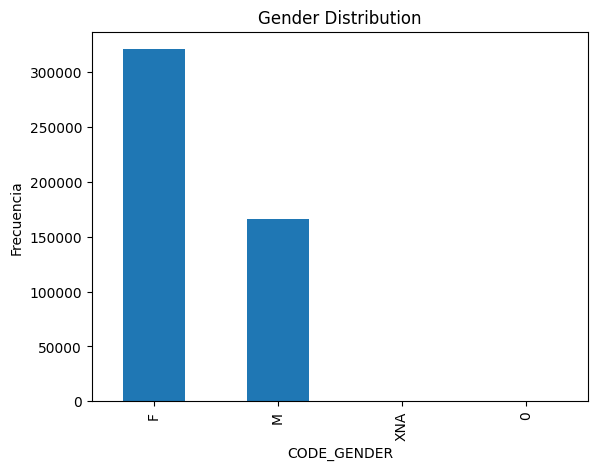 Gender Distribution
Frecuencia
300000
250000
200000
150000
100000
50000
0
F
M
XNA
0
CODE_GENDER